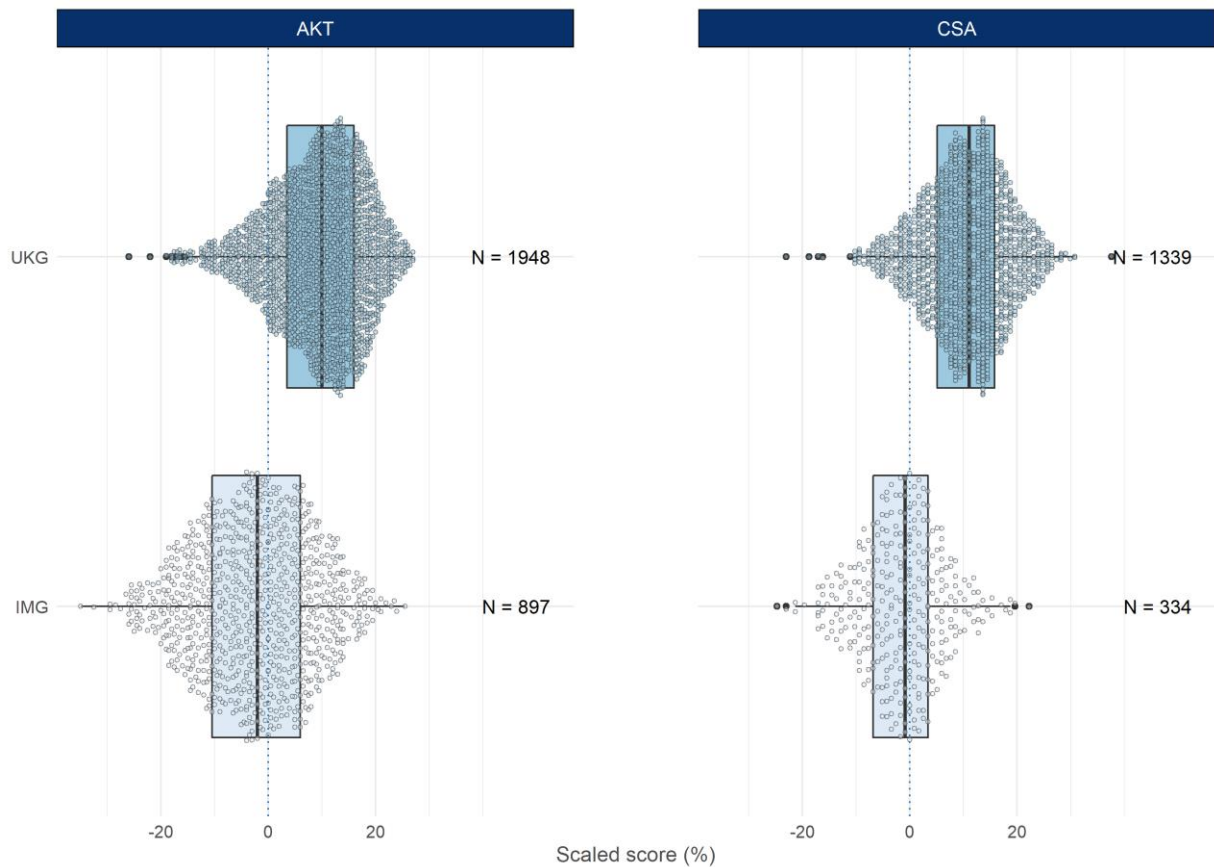 AKT
CSA
UKG
N = 1948
N = 1339
IMG
N = 897
N = 334
-20 0 20
-20 0 20
Scaled score (%)